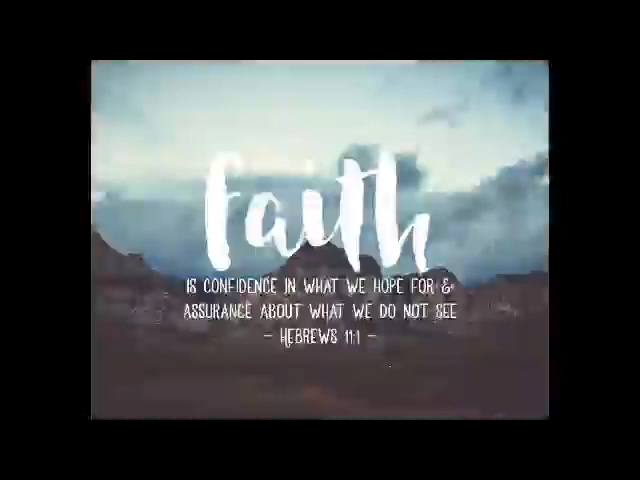 faith
IS CONFIDENCE IN WHAT WE HOPE FOR &
ASSURANCE ABOUT WHAT WE DO NOT SEE
- HEBREWS 11:1 -